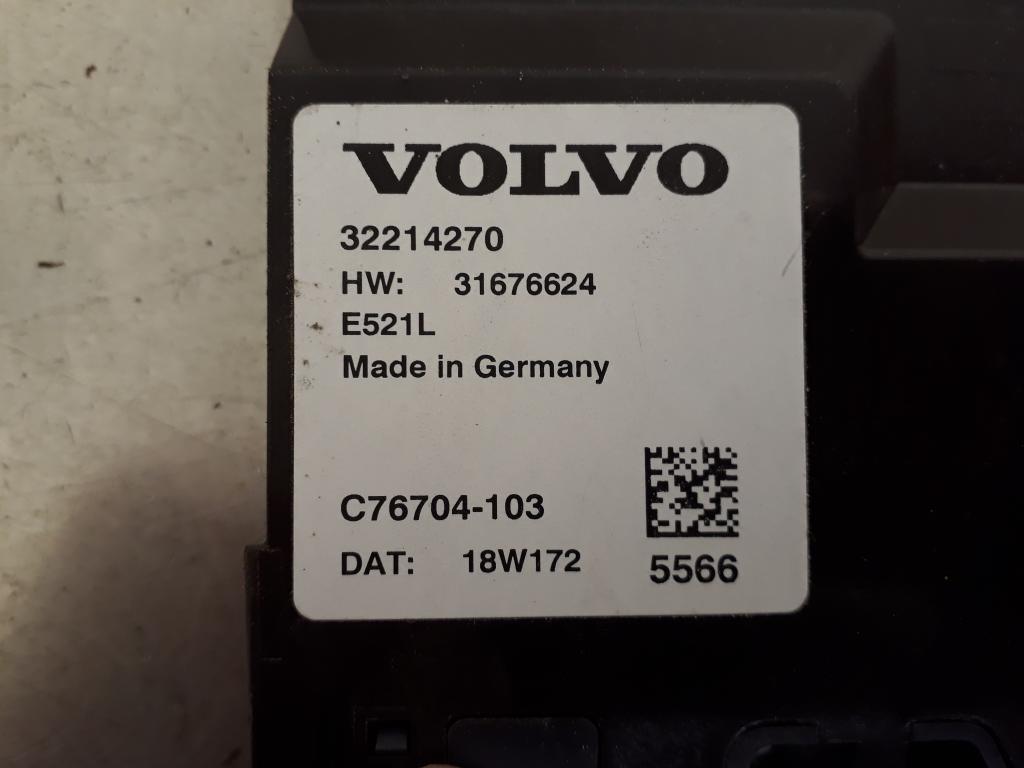 VOLVO
32214270
HW: 31676624
E521L
Made in Germany
C76704-103
DAT: 18W172
5566